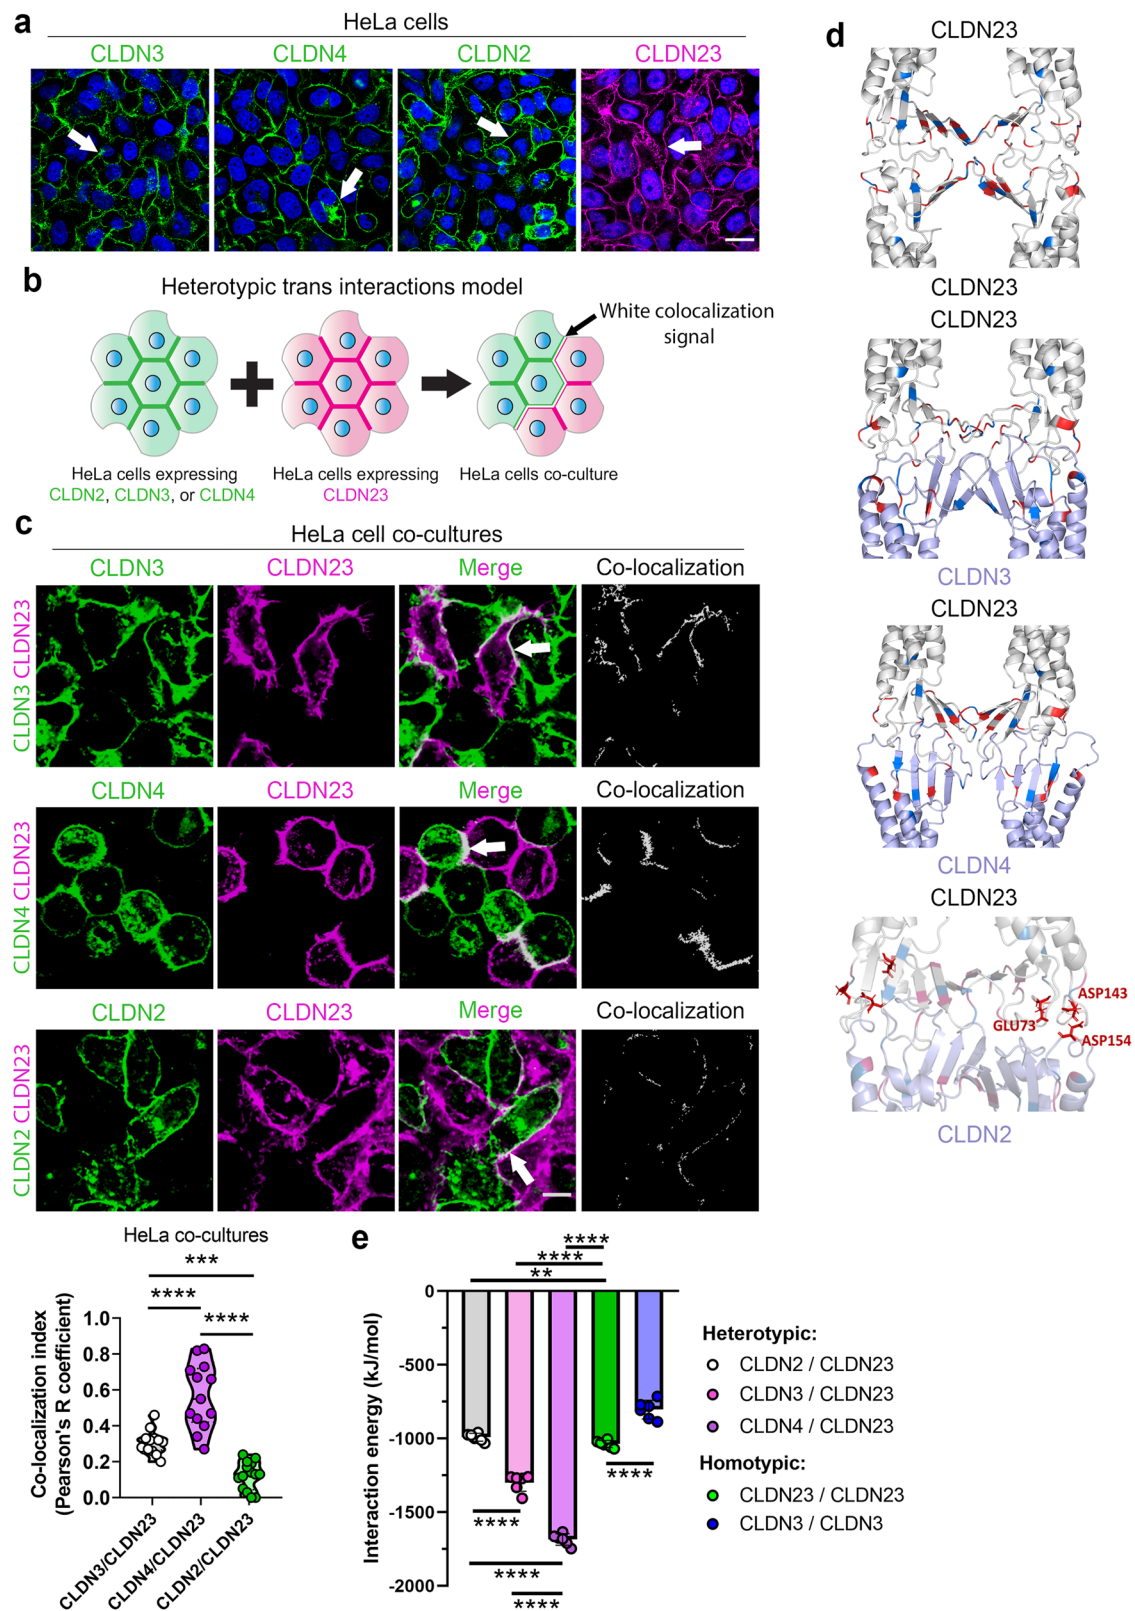 a
HeLa cells
CLDN3
CLDN4
CLDN2
CLDN23
b
Heterotypic trans interactions model
White colocalization
signal
HeLa cells expressing
CLDN2, CLDN3, or CLDN4
HeLa cells expressing
CLDN23
HeLa cells co-culture
c
HeLa cell co-cultures
CLDN3
CLDN23
Merge
Co-localization
CLDN3 CLDN23
CLDN4
CLDN23
Merge
Co-localization
CLDN4 CLDN23
CLDN2
CLDN23
Merge
Co-localization
CLDN2 CLDN23
HeLa co-cultures
***
****
****
Co-localization index
(Pearson's R coefficient)
1.0
0.8
0.6
0.4
0.2
0.0
CLDN3/CLDN23
CLDN4/CLDN23
CLDN2/CLDN23
d
CLDN23
CLDN23
CLDN23
CLDN3
CLDN23
CLDN4
CLDN23
ASP143
GLU73
ASP154
CLDN2
e
****
****
**
Interaction energy (kJ/mol)
0
-500
-1000
-1500
-2000
****
****
****
****
Heterotypic:
CLDN2 / CLDN23
CLDN3 / CLDN23
CLDN4 / CLDN23
Homotypic:
CLDN23 / CLDN23
CLDN3 / CLDN3